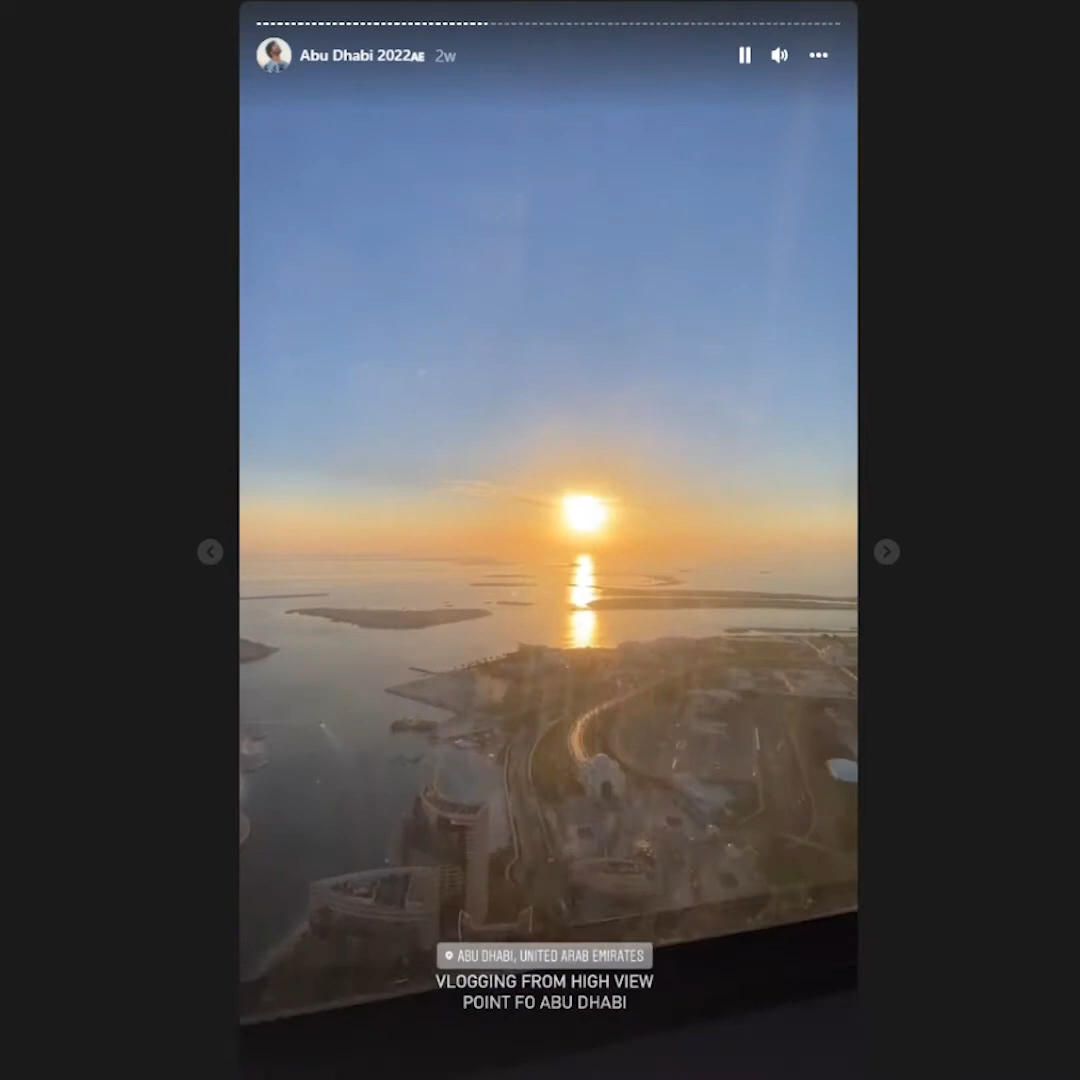 Abu Dhabi 2022AE 2w
ABU DHABI, UNITED ARAB EMIRATES
VLOGGING FROM HIGH VIEW
POINT FO ABU DHABI